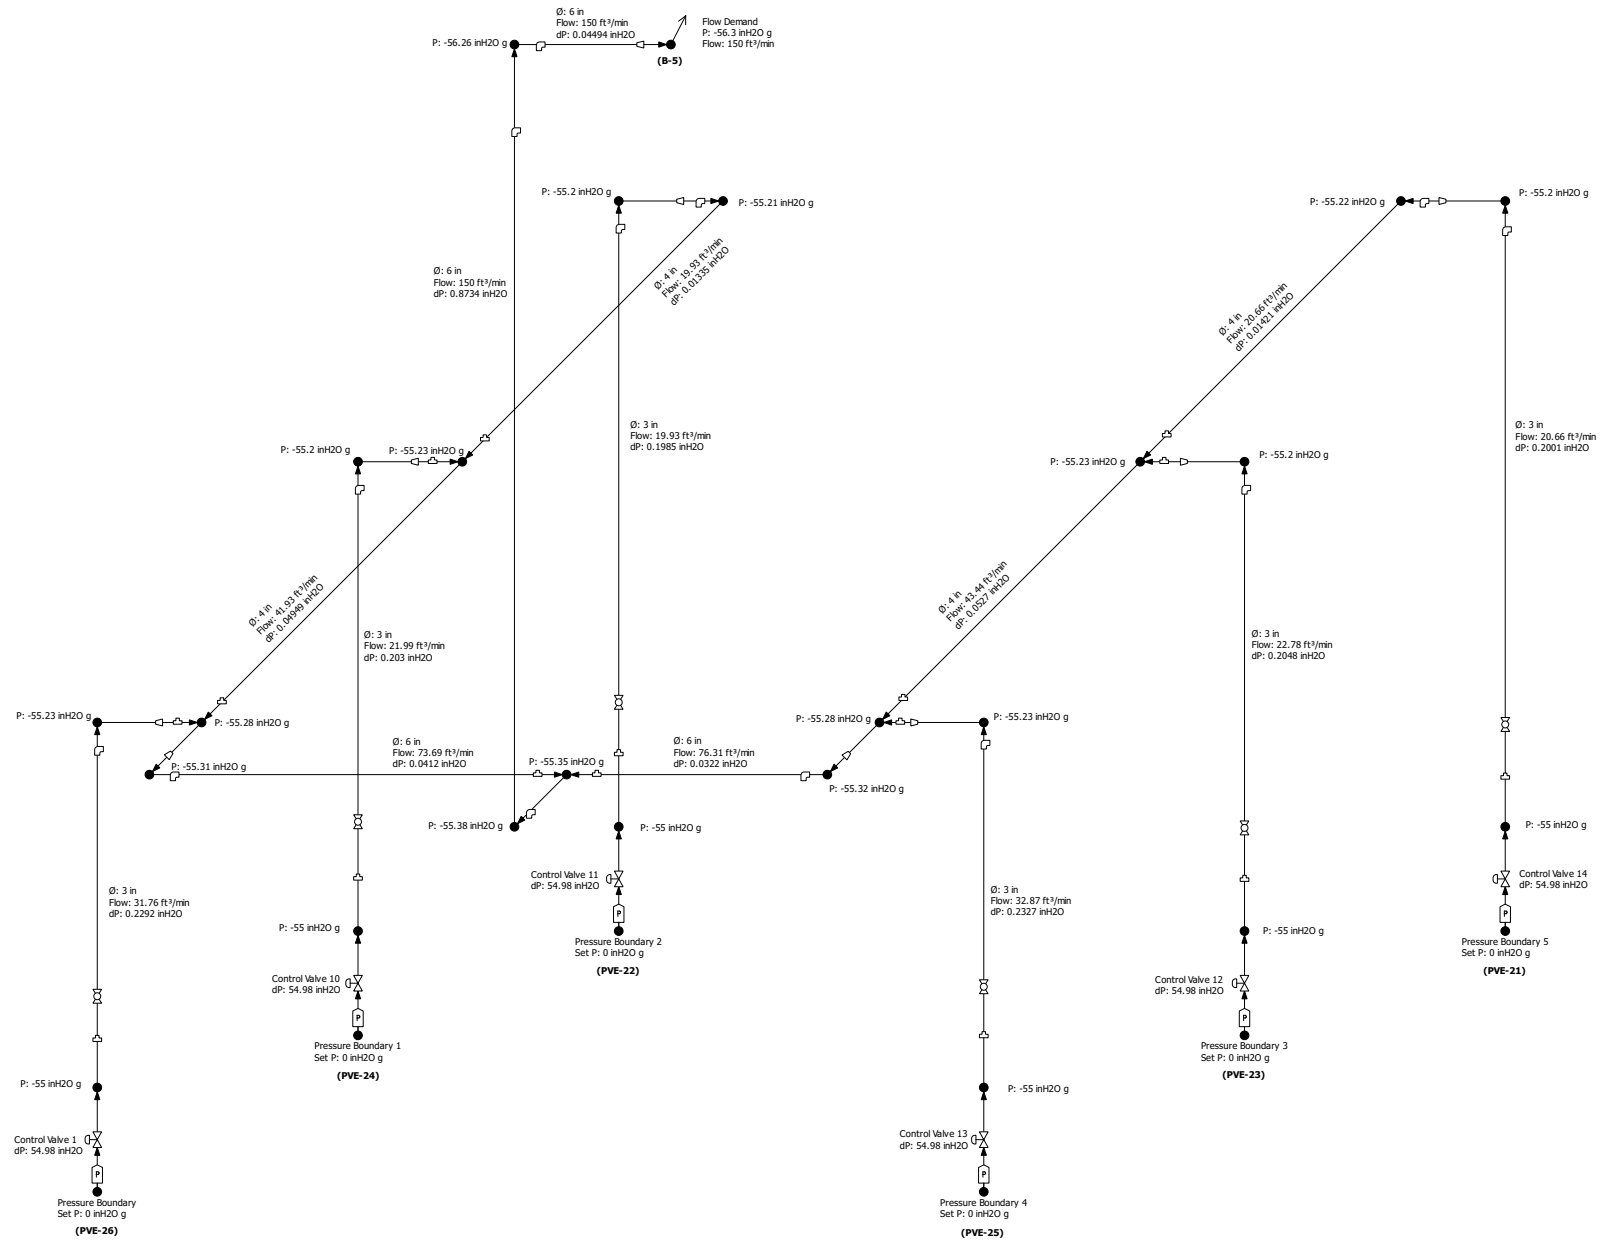 Ø: 6 in
Flow: 150 ft³/min
dP: 0.04494 inH2O
Flow Demand
P: -56.3 inH2O g
Flow: 150 ft³/min
P: -56.26 inH2O g
(B-5)
P: -55.2 inH2O g
P: -55.21 inH2O g
P: -55.22 inH2O g
P: -55.2 inH2O g
Ø: 6 in
Flow: 150 ft³/min
dP: 0.8734 inH2O
Ø: 4 in
Flow: 19.93 ft³/min
dP: 0.01335 inH2O
Ø: 4 in
Flow: 20.66 ft³/min
dP: 0.01421 inH2O
Ø: 3 in
Flow: 19.93 ft³/min
dP: 0.1985 inH2O
Ø: 3 in
Flow: 20.66 ft³/min
dP: 0.2001 inH2O
P: -55.2 inH2O g
P: -55.23 inH2O g
P: -55.23 inH2O g
P: -55.2 inH2O g
Ø: 4 in
Flow: 41.93 ft³/min
dP: 0.04949 inH2O
Ø: 4 in
Flow: 43.44 ft³/min
dP: 0.0527 inH2O
Ø: 3 in
Flow: 21.99 ft³/min
dP: 0.203 inH2O
Ø: 3 in
Flow: 22.78 ft³/min
dP: 0.2048 inH2O
P: -55.23 inH2O g
P: -55.28 inH2O g
P: -55.28 inH2O g
P: -55.23 inH2O g
Ø: 6 in
Flow: 73.69 ft³/min
dP: 0.0412 inH2O
Ø: 6 in
Flow: 76.31 ft³/min
dP: 0.0322 inH2O
P: -55.31 inH2O g
P: -55.35 inH2O g
P: -55.32 inH2O g
P: -55.38 inH2O g
P: -55 inH2O g
P: -55 inH2O g
Control Valve 11
dP: 54.98 inH2O
Control Valve 14
dP: 54.98 inH2O
Ø: 3 in
Flow: 31.76 ft³/min
dP: 0.2292 inH2O
Ø: 3 in
Flow: 32.87 ft³/min
dP: 0.2327 inH2O
P
P
P: -55 inH2O g
P: -55 inH2O g
Pressure Boundary 2
Set P: 0 inH2O g
(PVE-22)
Pressure Boundary 5
Set P: 0 inH2O g
(PVE-21)
Control Valve 10
dP: 54.98 inH2O
Control Valve 12
dP: 54.98 inH2O
P
P
Pressure Boundary 1
Set P: 0 inH2O g
(PVE-24)
Pressure Boundary 3
Set P: 0 inH2O g
(PVE-23)
P: -55 inH2O g
P: -55 inH2O g
Control Valve 1
dP: 54.98 inH2O
Control Valve 13
dP: 54.98 inH2O
P
P
Pressure Boundary
Set P: 0 inH2O g
(PVE-26)
Pressure Boundary 4
Set P: 0 inH2O g
(PVE-25)